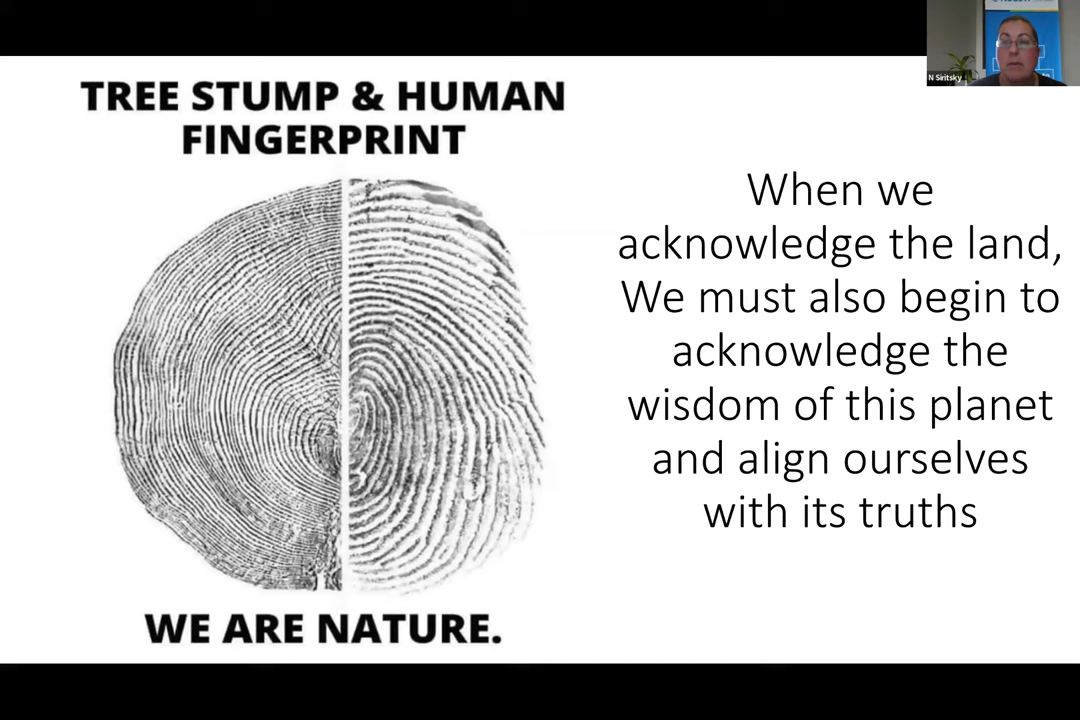 TREE STUMP & HUMAN
FINGERPRINT
WE ARE NATURE.
When we
acknowledge the land,
We must also begin to
acknowledge the
wisdom of this planet
and align ourselves
with its truths
N Siritsky